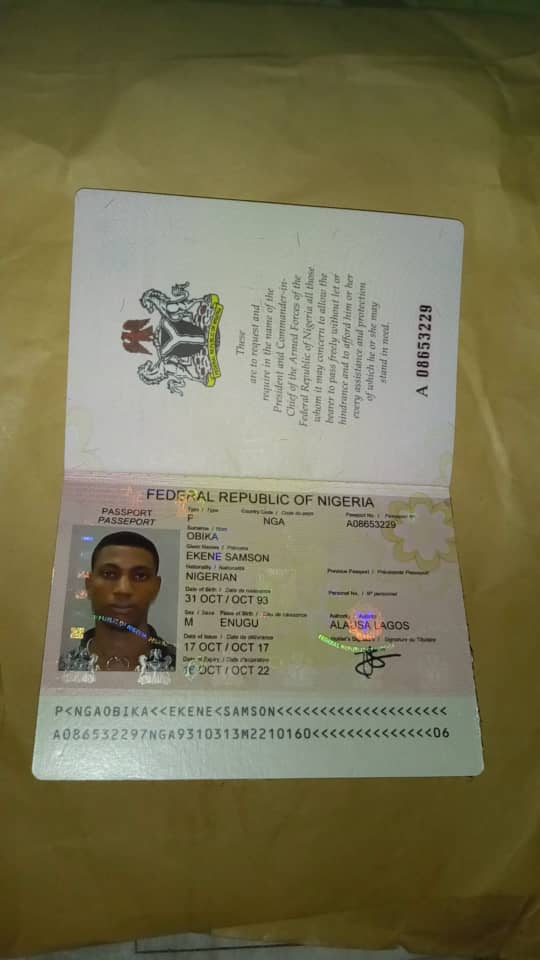 These
are to request and
require in the name of the
President and Commander-in-
Chief of the Armed Forces of the
Federal Republic of Nigeria all those
whom it may concern to allow the
bearer to pass freely without let or
hindrance and to afford him or her
every assistance and protection
of which he or she may
stand in need.
A 08653229
FEDERAL REPUBLIC OF NIGERIA
PASSPORT
PASSEPORT
Type / Type
P
Country Code / Code du pays
NGA
Passport No. / Passeport
A08653229
Surname / Nom
OBIKA
Given Names / Prénoms
EKENE SAMSON
Nationality / Nationalité
NIGERIAN
Previous Passport / Précédente Passeport
Date of Birth / Date de naissance
31 OCT / OCT 93
Personal No. / N° personnel
Sex / Sexe
M
Place of Birth / Lieu de naissance
ENUGU
Authority / Autorité
ALAUSA LAGOS
Date of Issue / Date de délivrance
17 OCT / OCT 17
Holder's Signature / Signature du Titulaire
Date of Expiry / Date d'expiration
16 OCT / OCT 22
P<NGAOBIKA<<EKENE<SAMSON<<<<<<<<<<<<<<<<<<<<
A086532297NGA9310313M2210160<<<<<<<<<<<<<<06